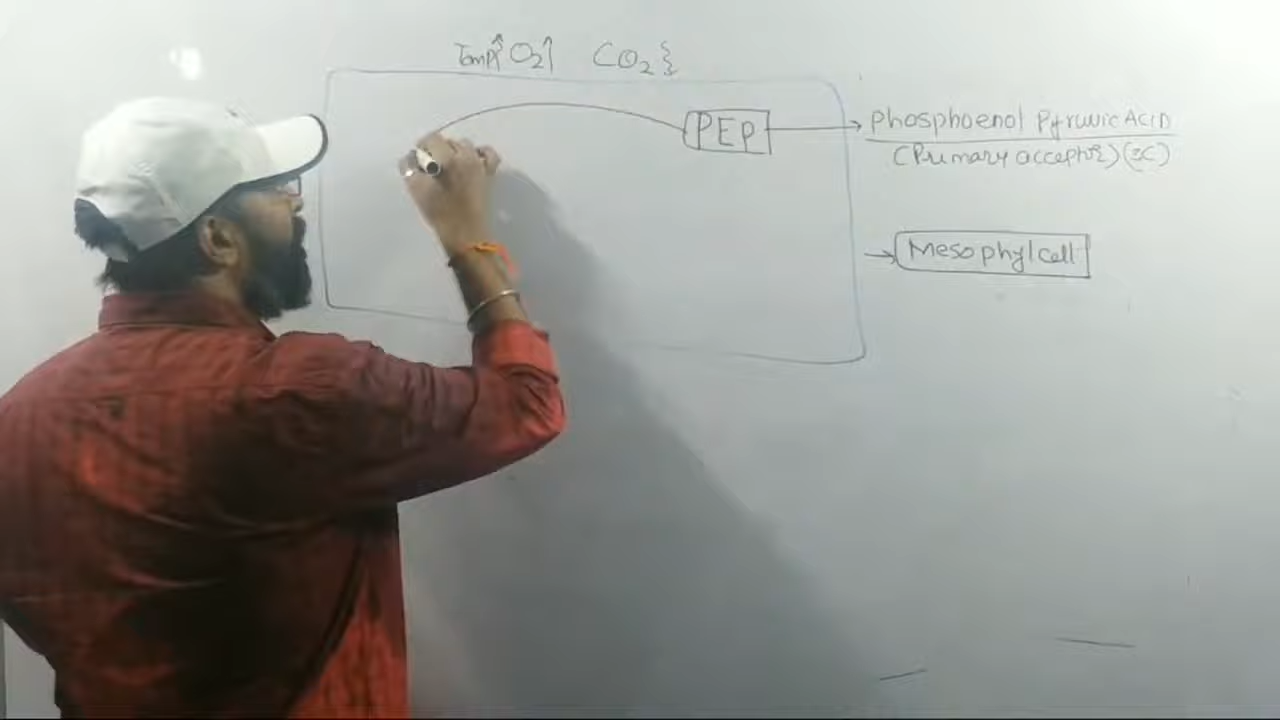 Temp↑ O2↑ CO2}
PEP
Phosphoenol Pyruvic Acid
(Primary acceptor) (3C)
Mesophyl cell